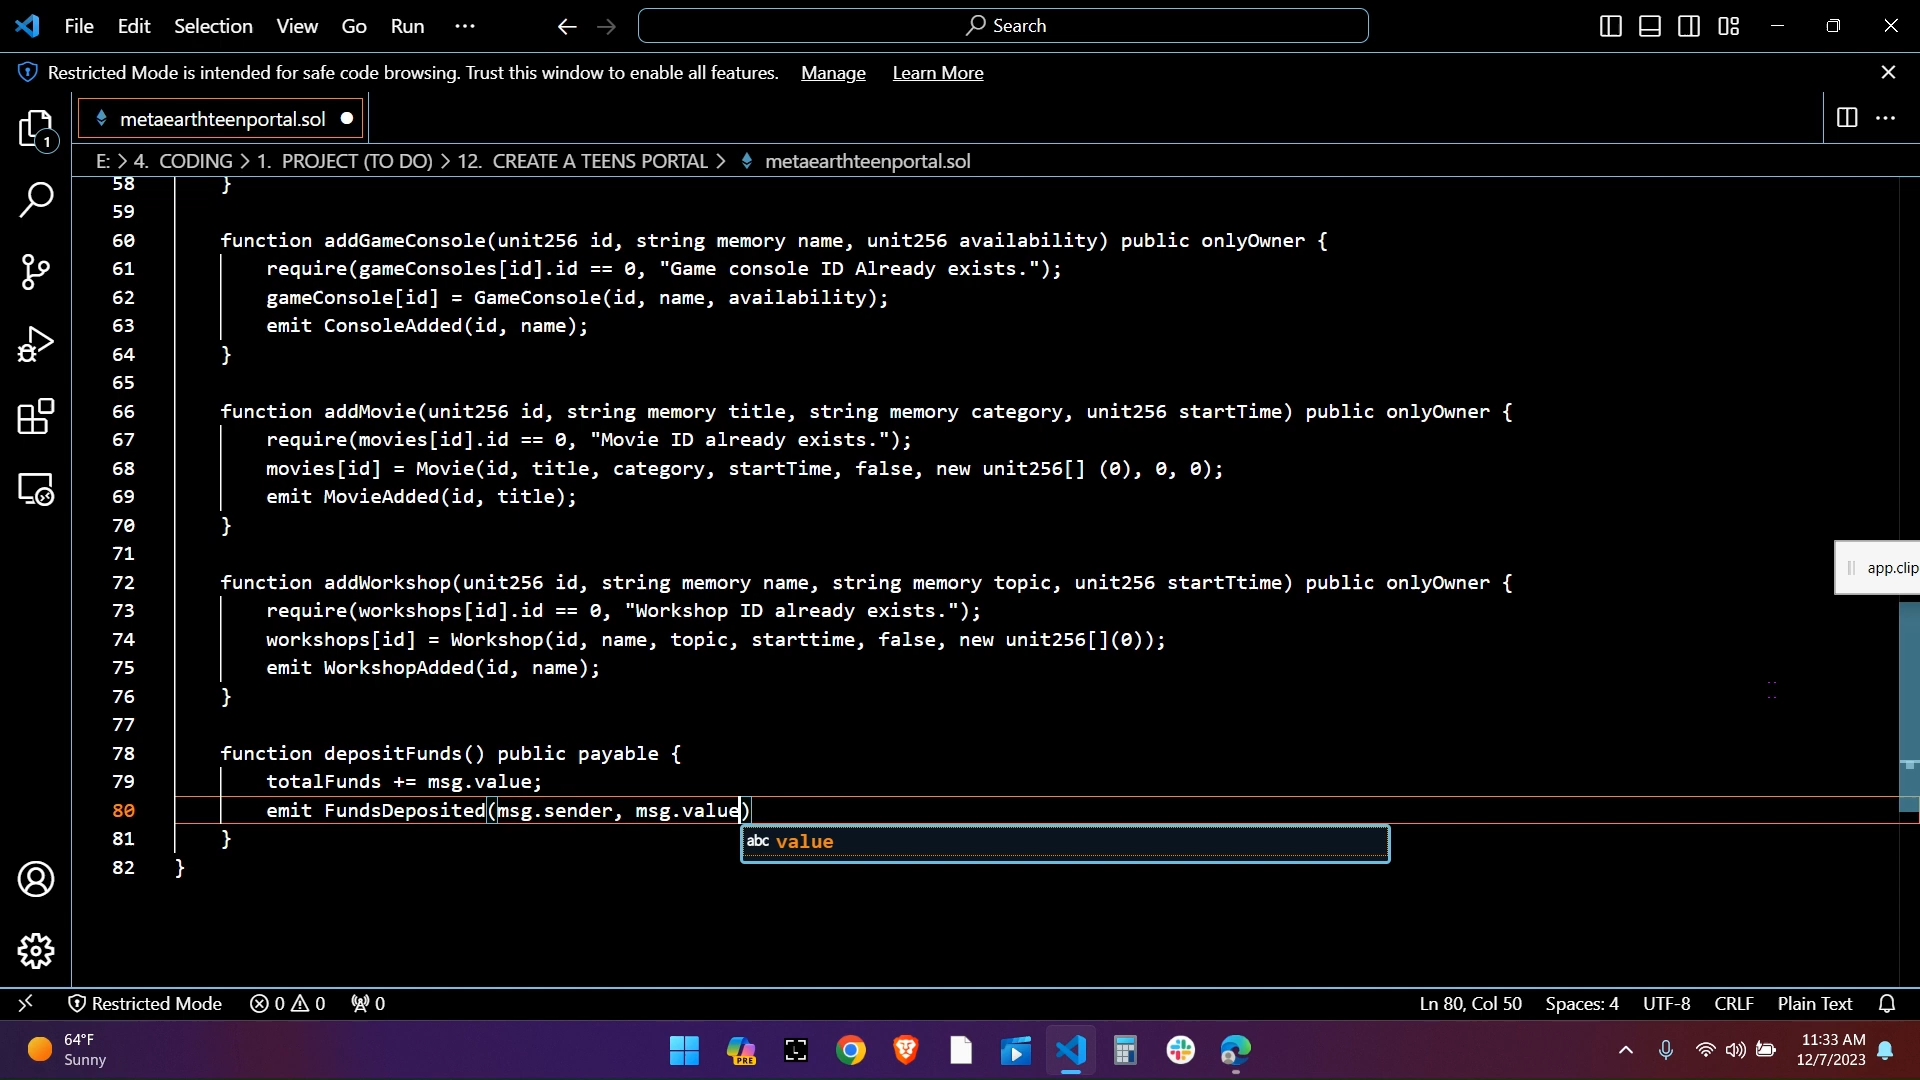 File Edit Selection View Go Run ··· Search
Restricted Mode is intended for safe code browsing. Trust this window to enable all features. Manage Learn More
metaearthteenportal.sol
1
E: > 4. CODING > 1. PROJECT (TO DO) > 12. CREATE A TEENS PORTAL > metaearthteenportal.sol
58 }
59
60 function addGameConsole(unit256 id, string memory name, unit256 availability) public onlyOwner {
61 require(gameConsoles[id].id == 0, "Game console ID Already exists.");
62 gameConsole[id] = GameConsole(id, name, availability);
63 emit ConsoleAdded(id, name);
64 }
65
66 function addMovie(unit256 id, string memory title, string memory category, unit256 startTime) public onlyOwner {
67 require(movies[id].id == 0, "Movie ID already exists.");
68 movies[id] = Movie(id, title, category, startTime, false, new unit256[] (0), 0, 0);
69 emit MovieAdded(id, title);
70 }
71
72 function addWorkshop(unit256 id, string memory name, string memory topic, unit256 startTtime) public onlyOwner {
73 require(workshops[id].id == 0, "Workshop ID already exists.");
74 workshops[id] = Workshop(id, name, topic, starttime, false, new unit256[](0));
75 emit WorkshopAdded(id, name);
76 }
77
78 function depositFunds() public payable {
79 totalFunds += msg.value;
80 emit FundsDeposited(msg.sender, msg.value)
81 }
abc value
82 }
app.clip
Restricted Mode 0 0 0 Ln 80, Col 50 Spaces: 4 UTF-8 CRLF Plain Text
64°F
Sunny
PRE
11:33 AM
12/7/2023